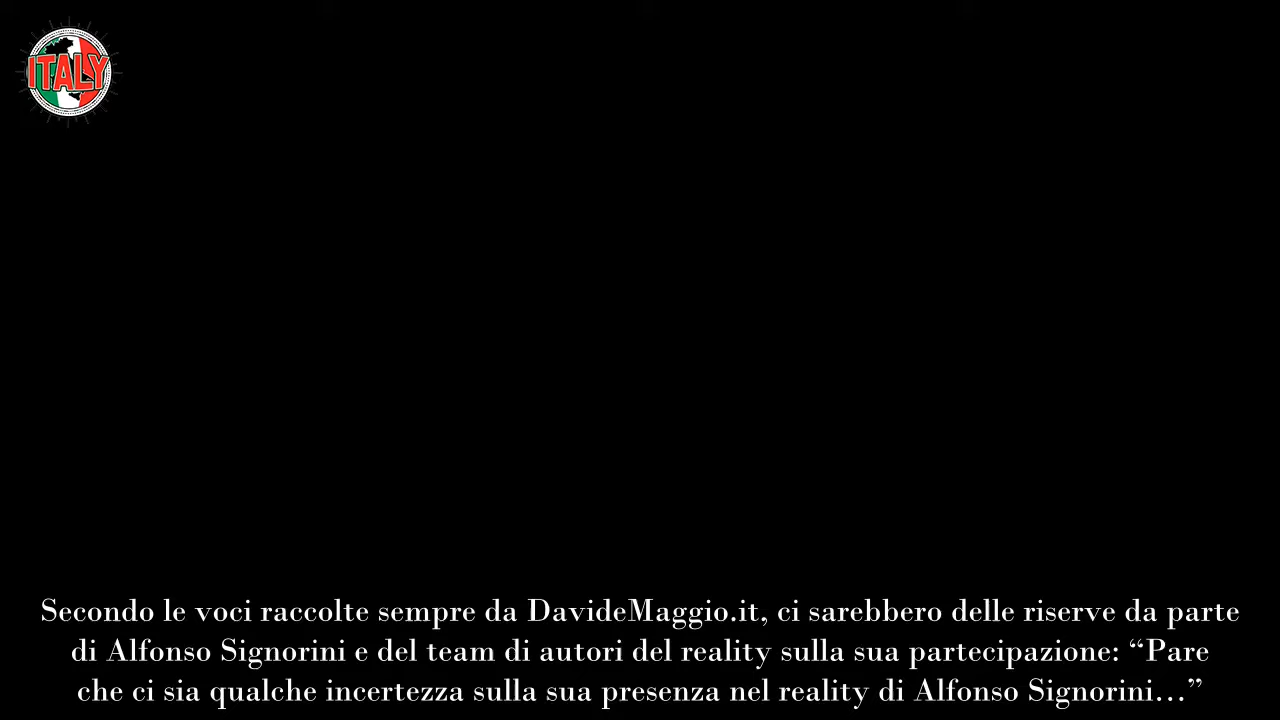 ITALY
Secondo le voci raccolte sempre da DavideMaggio.it, ci sarebbero delle riserve da parte
di Alfonso Signorini e del team di autori del reality sulla sua partecipazione: “Pare
che ci sia qualche incertezza sulla sua presenza nel reality di Alfonso Signorini…”